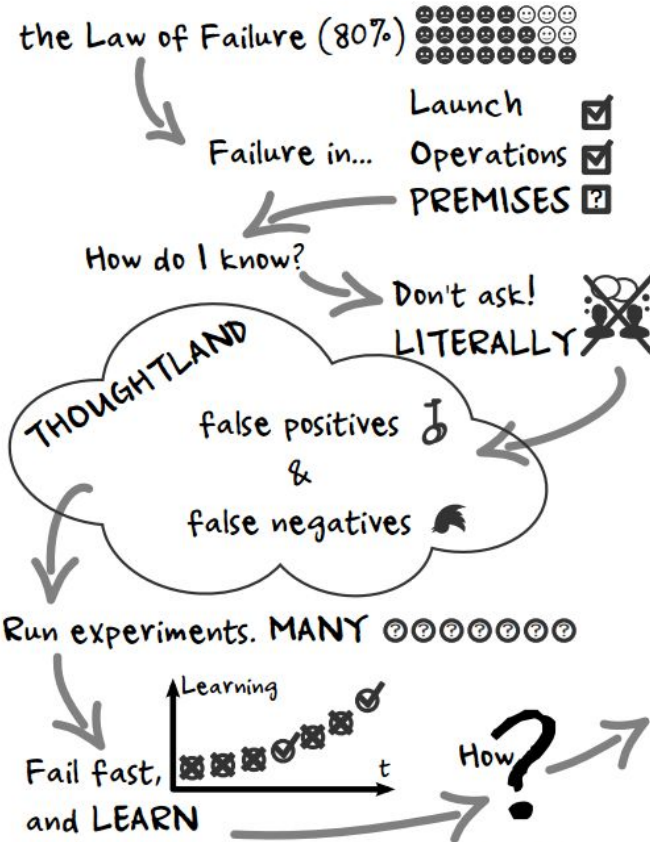 the Law of Failure (80%)
Launch
Failure in... Operations
PREMISES ?
How do I know?
Don't ask!
LITERALLY
THOUGHTLAND
false positives
&
false negatives
Run experiments. MANY ? ? ? ? ? ? ?
Learning
t
Fail fast,
and LEARN
How ?